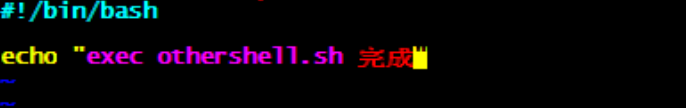 #!/bin/bash
echo "exec othershell.sh 完成"
~
~